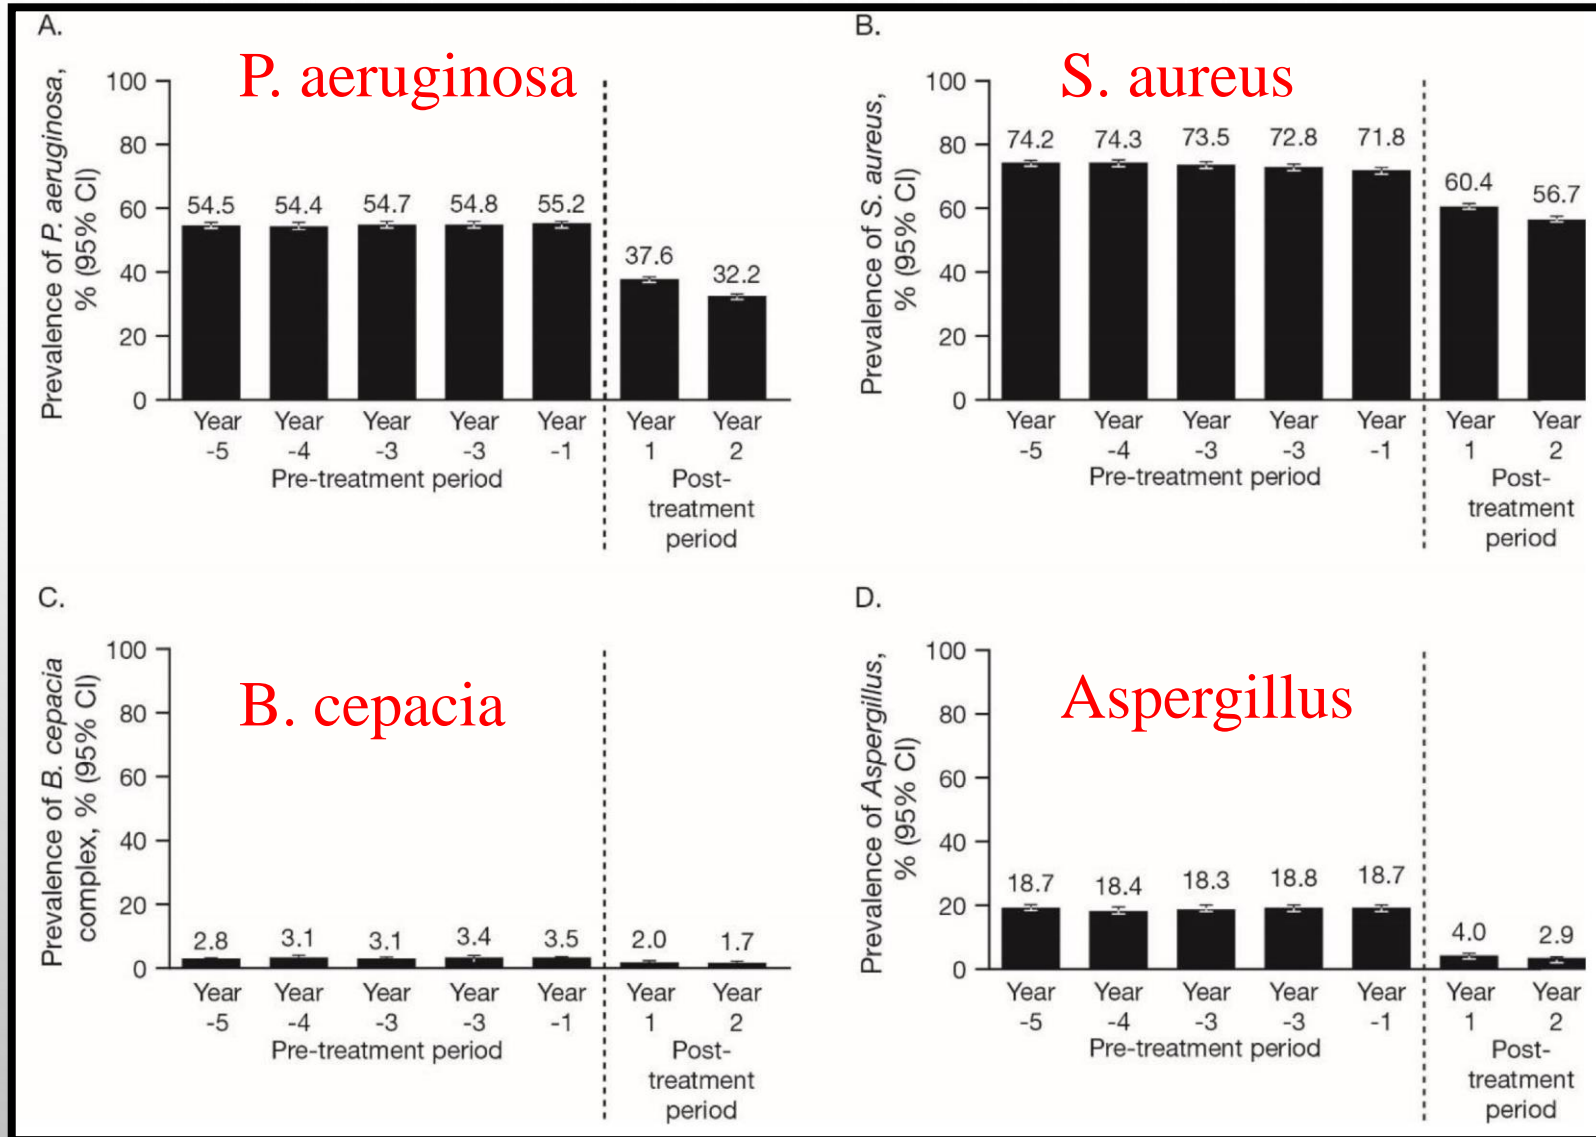 A.
P. aeruginosa
Prevalence of P. aeruginosa,
% (95% CI)
100
80
60
40
20
0
54.5
54.4
54.7
54.8
55.2
37.6
32.2
Year Year Year Year Year Year Year
-5 -4 -3 -3 -1 1 2
Pre-treatment period
Post-
treatment
period
B.
S. aureus
Prevalence of S. aureus,
% (95% CI)
100
80
60
40
20
0
74.2
74.3
73.5
72.8
71.8
60.4
56.7
Year Year Year Year Year Year Year
-5 -4 -3 -3 -1 1 2
Pre-treatment period
Post-
treatment
period
C.
B. cepacia
Prevalence of B. cepacia
complex, % (95% CI)
100
80
60
40
20
0
2.8
3.1
3.1
3.4
3.5
2.0
1.7
Year Year Year Year Year Year Year
-5 -4 -3 -3 -1 1 2
Pre-treatment period
Post-
treatment
period
D.
Aspergillus
Prevalence of Aspergillus,
% (95% CI)
100
80
60
40
20
0
18.7
18.4
18.3
18.8
18.7
4.0
2.9
Year Year Year Year Year Year Year
-5 -4 -3 -3 -1 1 2
Pre-treatment period
Post-
treatment
period